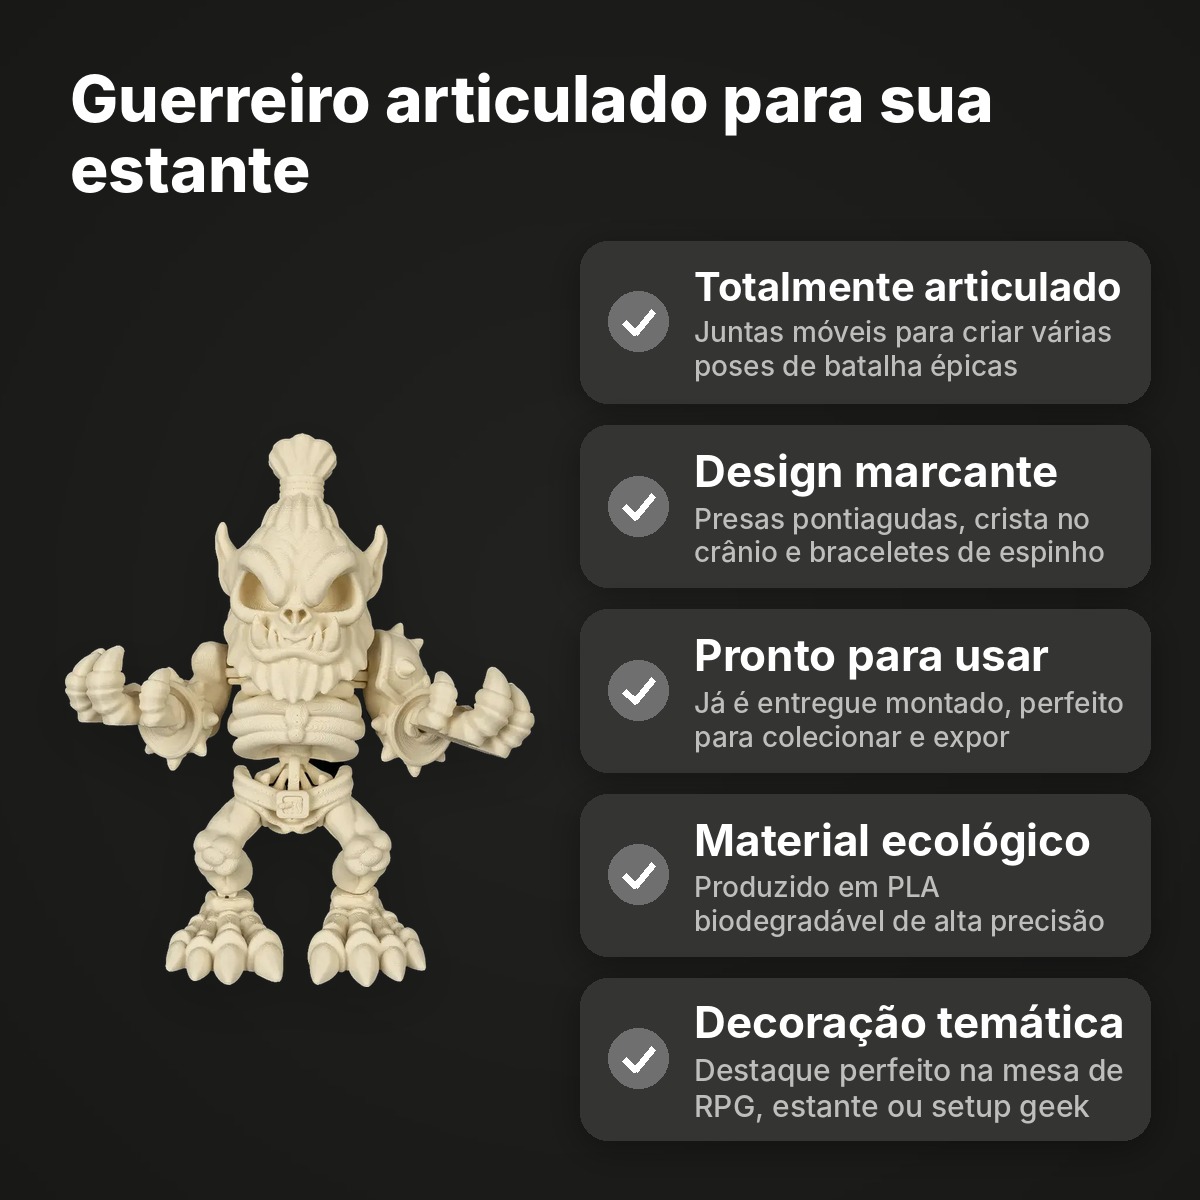 Guerreiro articulado para sua
estante
Totalmente articulado
Juntas móveis para criar várias
poses de batalha épicas
Design marcante
Presas pontiagudas, crista no
crânio e braceletes de espinho
Pronto para usar
Já é entregue montado, perfeito
para colecionar e expor
Material ecológico
Produzido em PLA
biodegradável de alta precisão
Decoração temática
Destaque perfeito na mesa de
RPG, estante ou setup geek